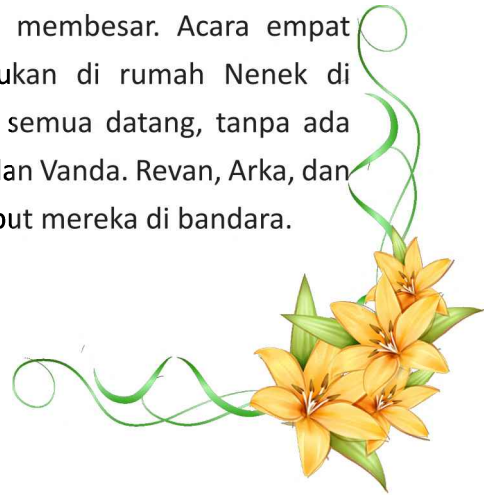 membesar. Acara empat
ukan di rumah Nenek di
semua datang, tanpa ada
an Vanda. Revan, Arka, dan
put mereka di bandara.